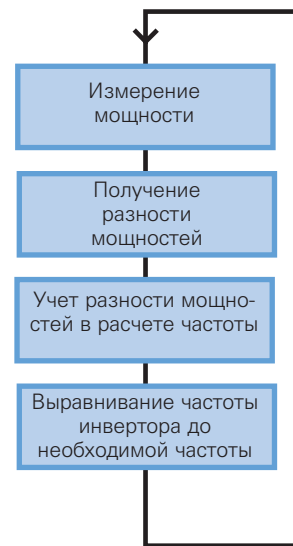 Измерение
мощности
Получение
разности
мощностей
Учет разности мощно-
стей в расчете частоты
Выравнивание частоты
инвертора до
необходимой частоты